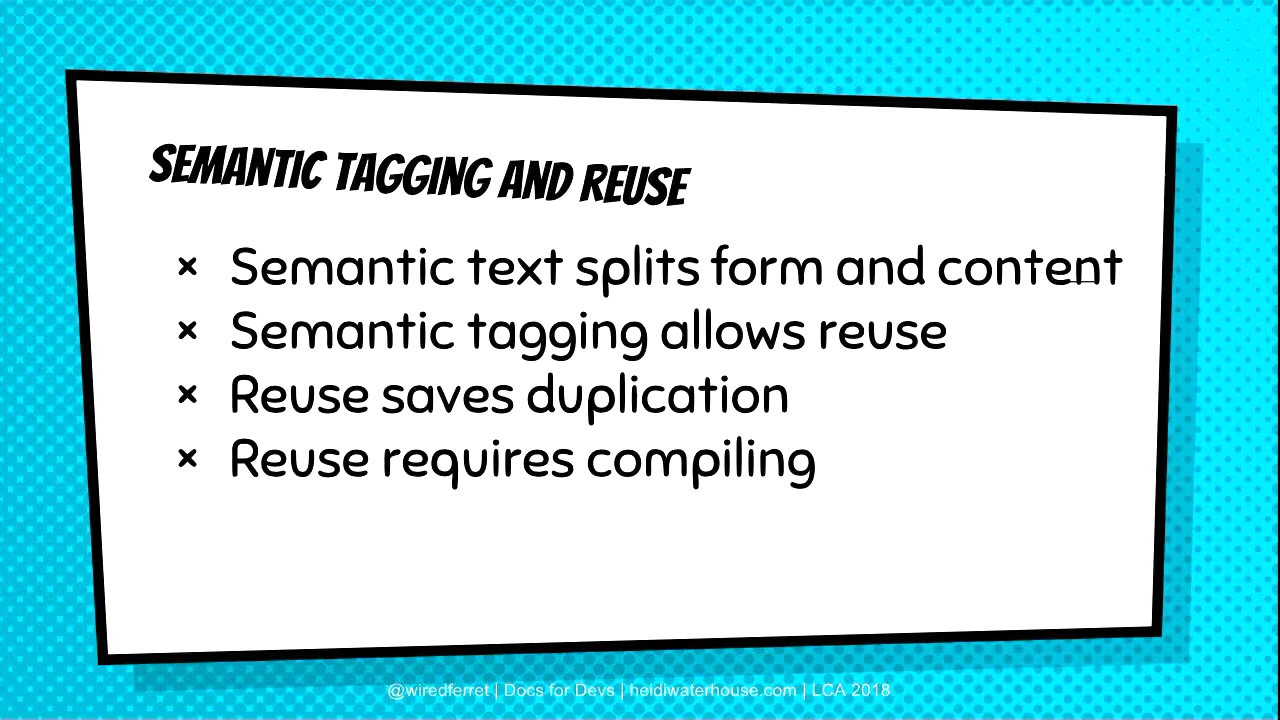 SEMANTIC TAGGING AND REUSE
× Semantic text splits form and content
× Semantic tagging allows reuse
× Reuse saves duplication
× Reuse requires compiling
@wiredferret | Docs for Devs | heidiwaterhouse.com | LCA 2018